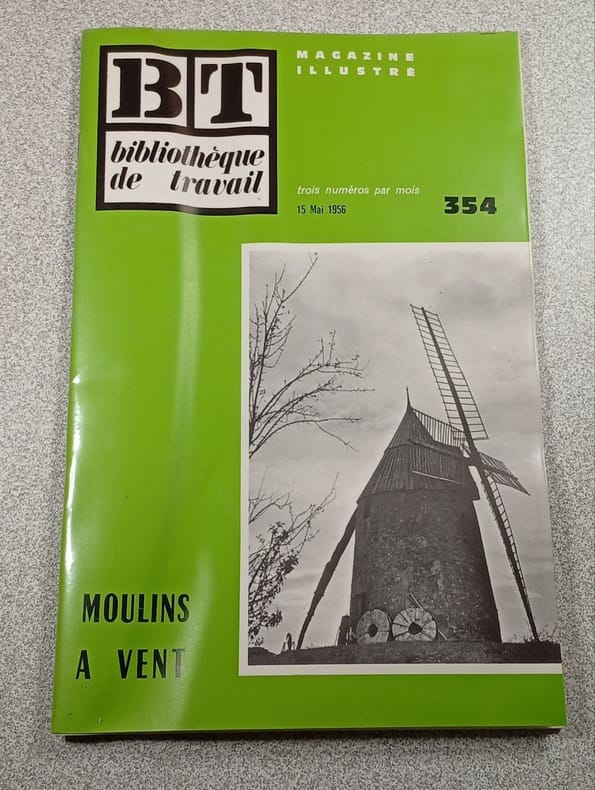 BT
bibliothèque
de travail
MAGAZINE
ILLUSTRÉ
trois numéros par mois
15 Mai 1956
354
MOULINS
A VENT